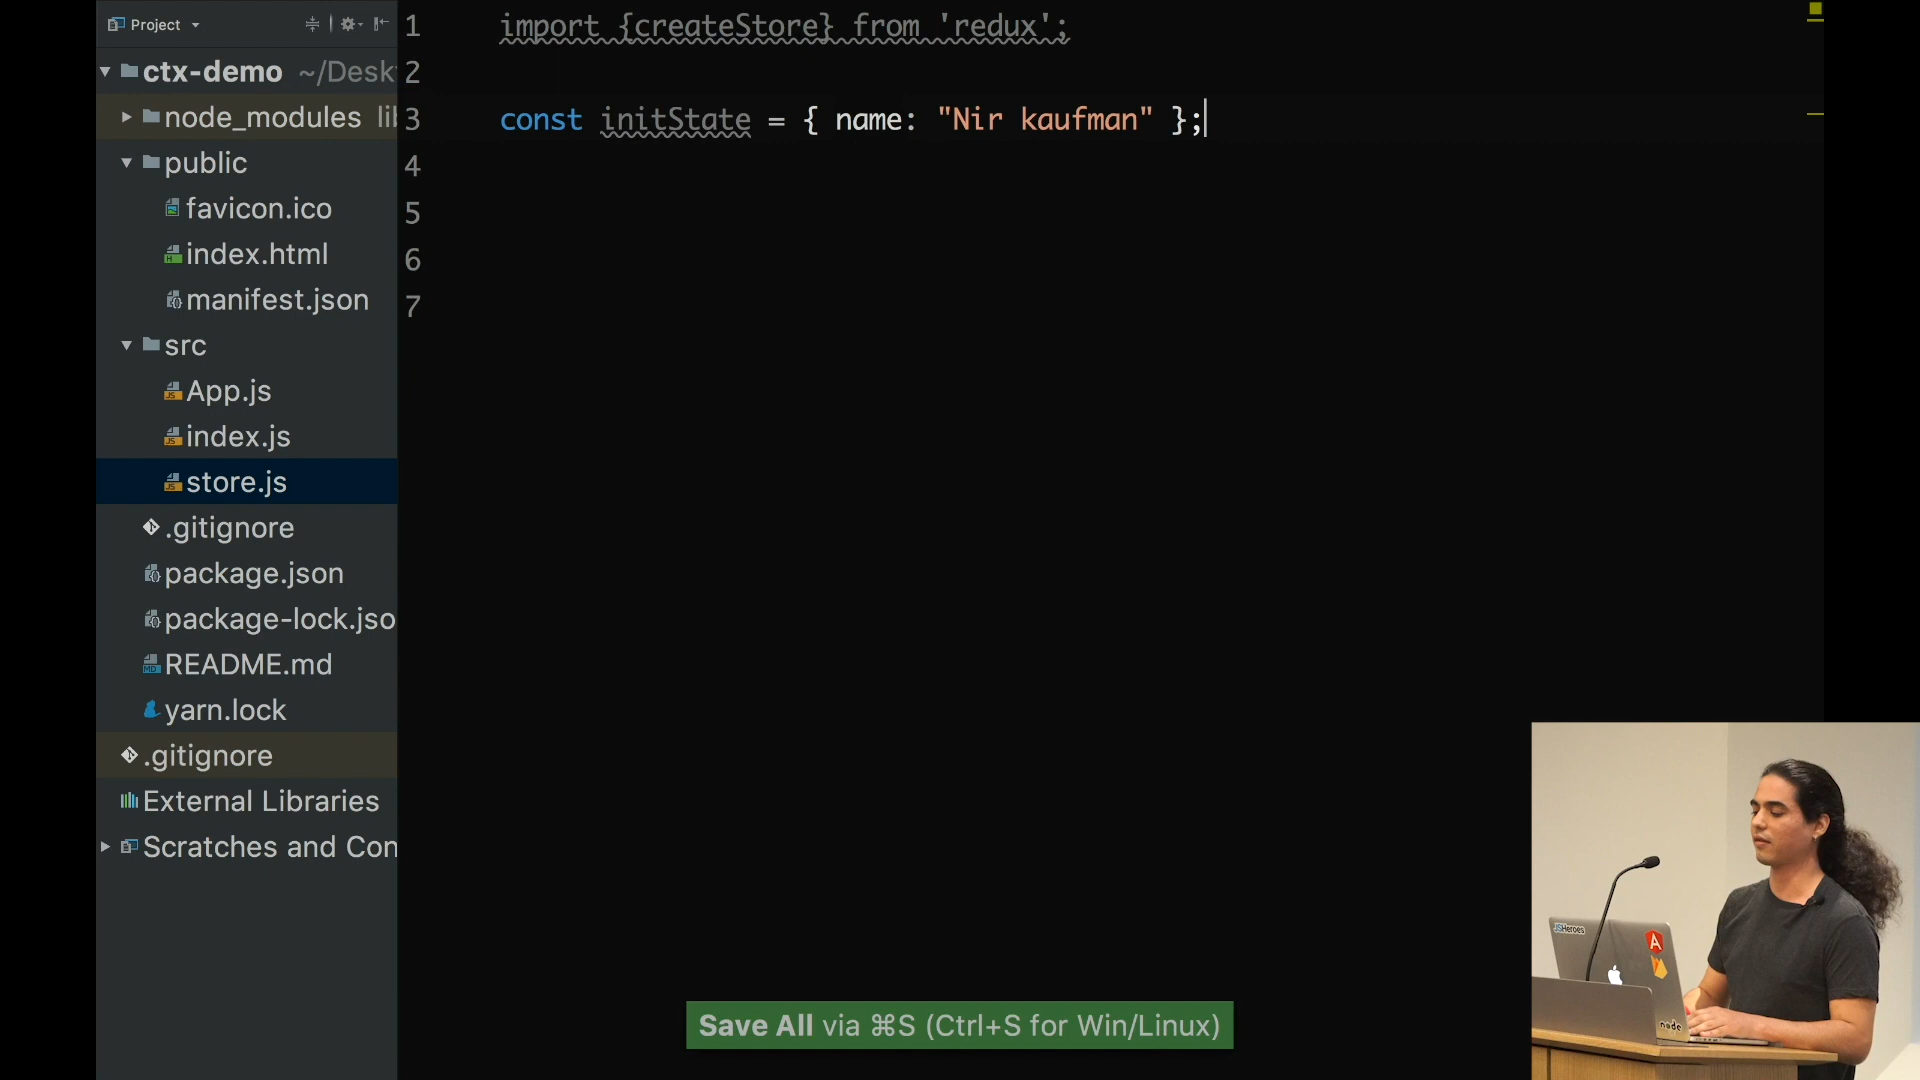 Project
ctx-demo ~/Desk
node_modules li
public
favicon.ico
index.html
manifest.json
src
App.js
index.js
store.js
.gitignore
package.json
package-lock.jso
README.md
yarn.lock
.gitignore
External Libraries
Scratches and Con
1 import {createStore} from 'redux';
2
3 const initState = { name: "Nir kaufman" };
4
5
6
7
Save All via ⌘S (Ctrl+S for Win/Linux)
JSHeroes
A
node